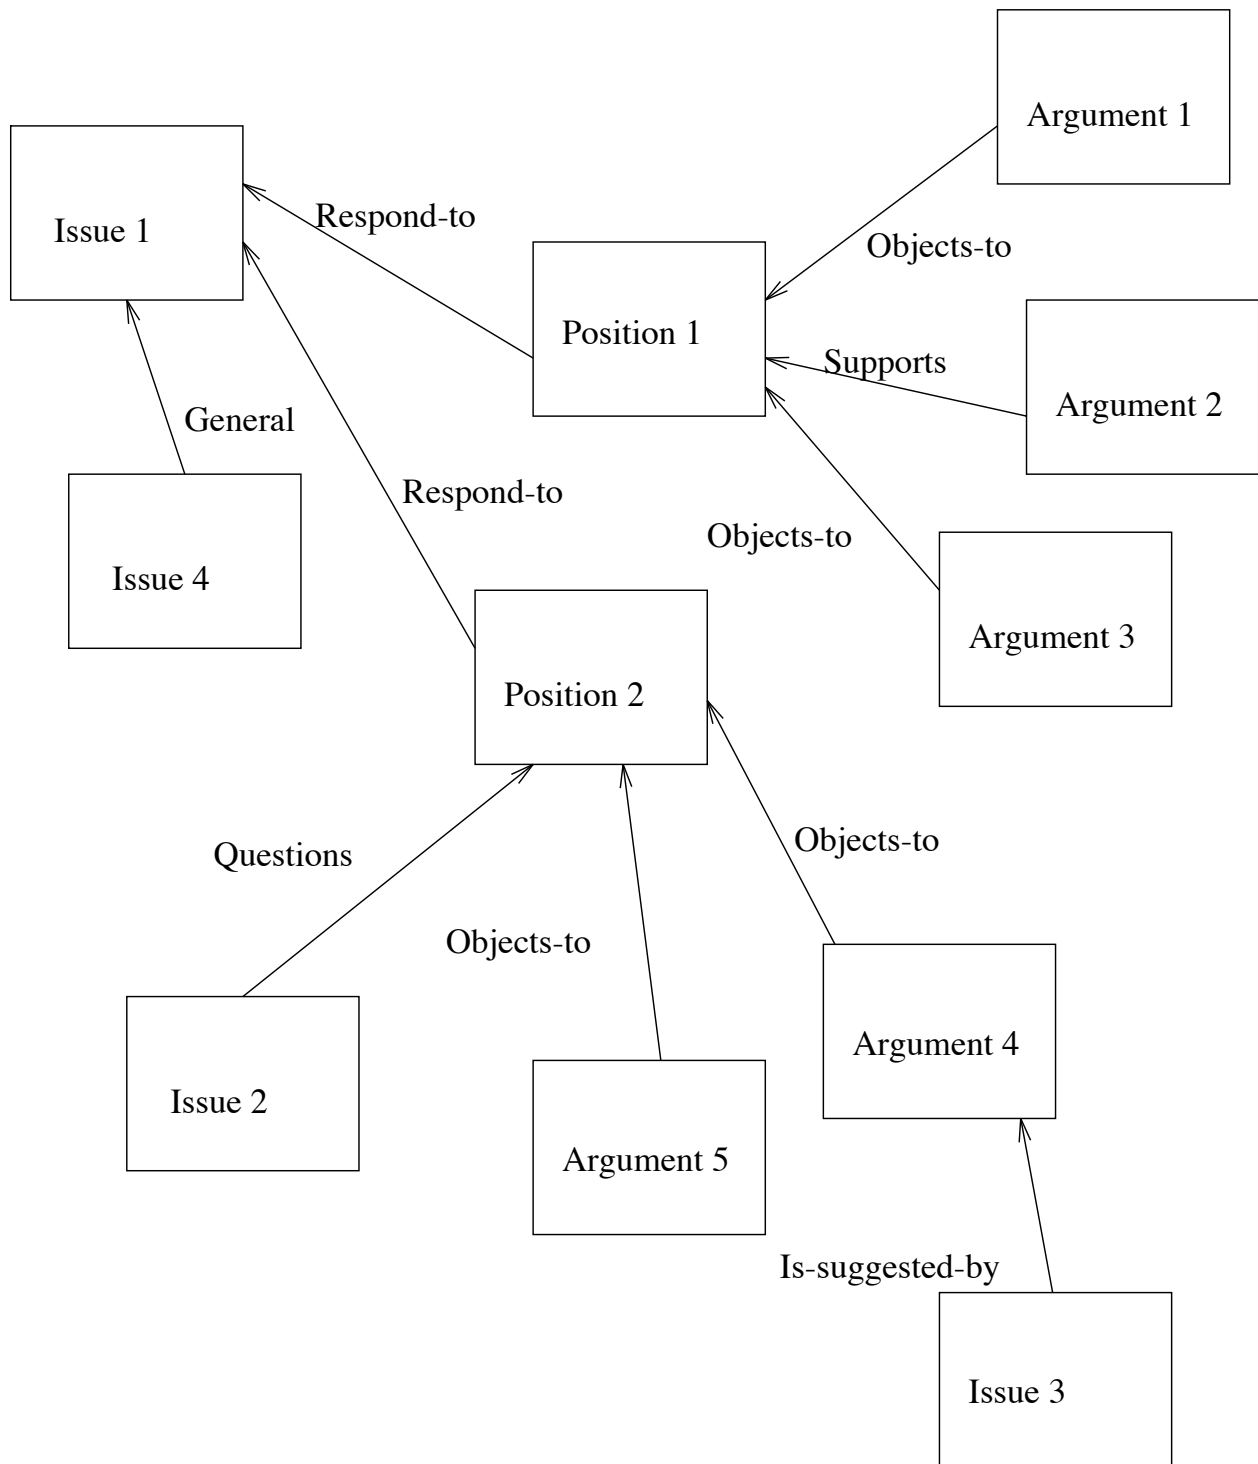 Argument 1
Issue 1
Respond-to
Objects-to
Position 1
Supports
Argument 2
General
Respond-to
Objects-to
Issue 4
Argument 3
Position 2
Objects-to
Questions
Objects-to
Argument 4
Issue 2
Argument 5
Is-suggested-by
Issue 3